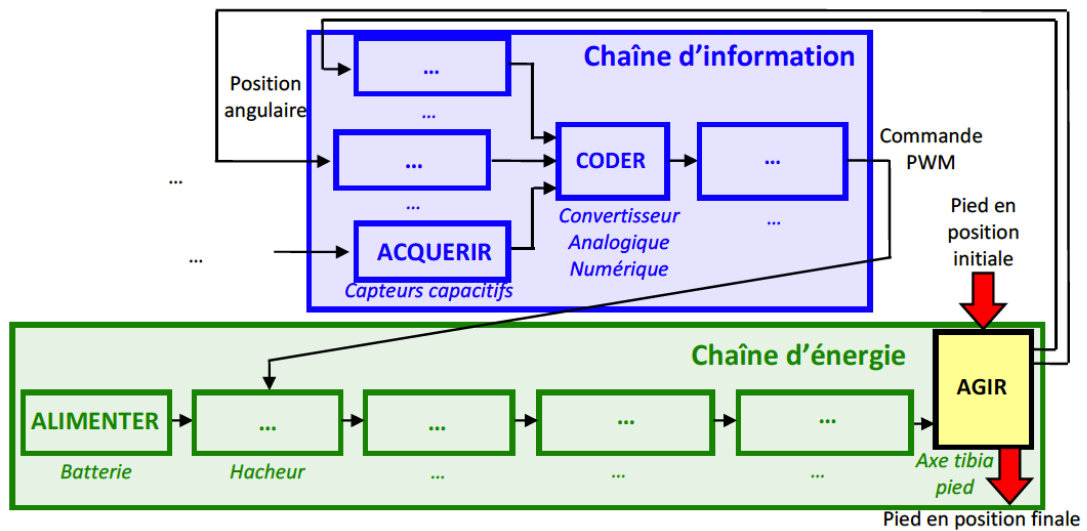 Chaîne d’information
...
...
Position
angulaire
...
CODER
...
Commande
PWM
...
...
...
Convertisseur
Analogique
Numérique
...
Pied en
position
initiale
...
ACQUERIR
Capteurs capacitifs
Chaîne d’énergie
AGIR
ALIMENTER
...
...
...
...
Batterie
Hacheur
...
...
...
Axe tibia
pied
Pied en position finale